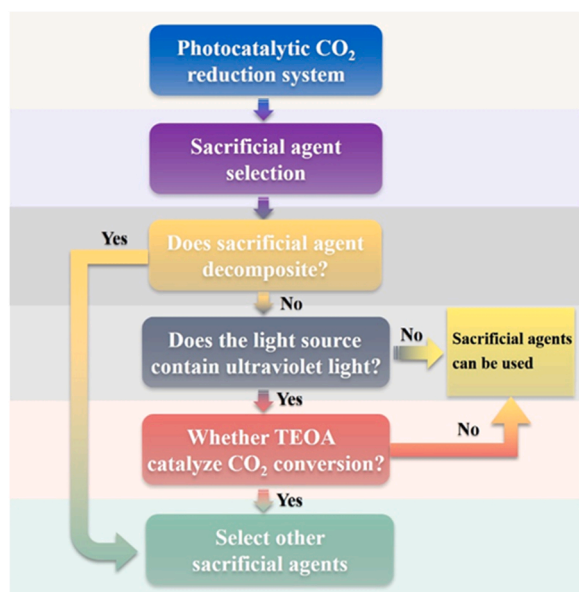 Photocatalytic CO₂
reduction system
Sacrificial agent
selection
Yes
Does sacrificial agent
decomposite?
No
Does the light source
contain ultraviolet light?
No
Sacrificial agents
can be used
Yes
Whether TEOA
catalyze CO₂ conversion?
No
Yes
Select other
sacrificial agents